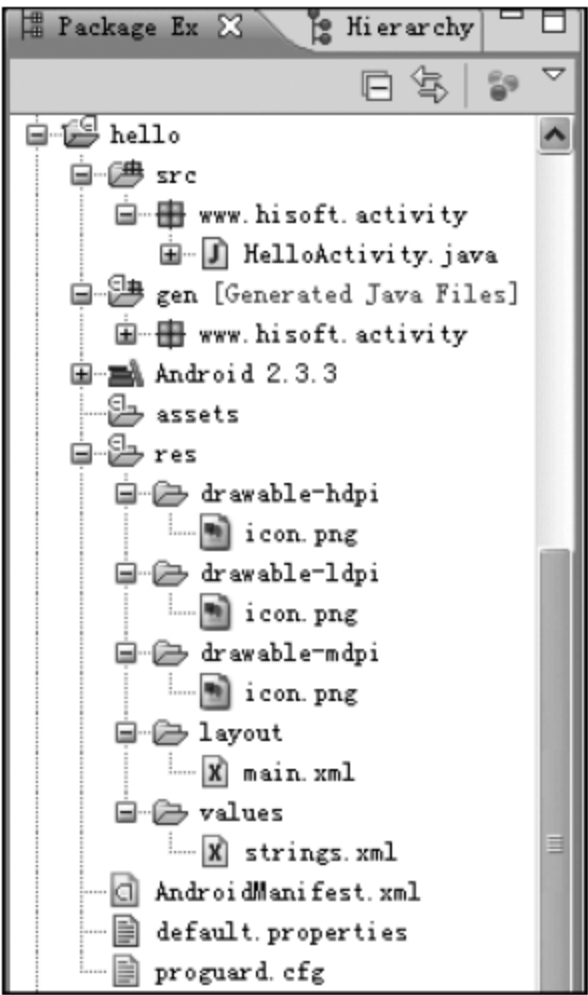 Package Ex Hierarchy
hello
src
www.hisoft.activity
HelloActivity.java
gen [Generated Java Files]
www.hisoft.activity
Android 2.3.3
assets
res
drawable-hdpi
icon.png
drawable-ldpi
icon.png
drawable-mdpi
icon.png
layout
main.xml
values
strings.xml
AndroidManifest.xml
default.properties
proguard.cfg